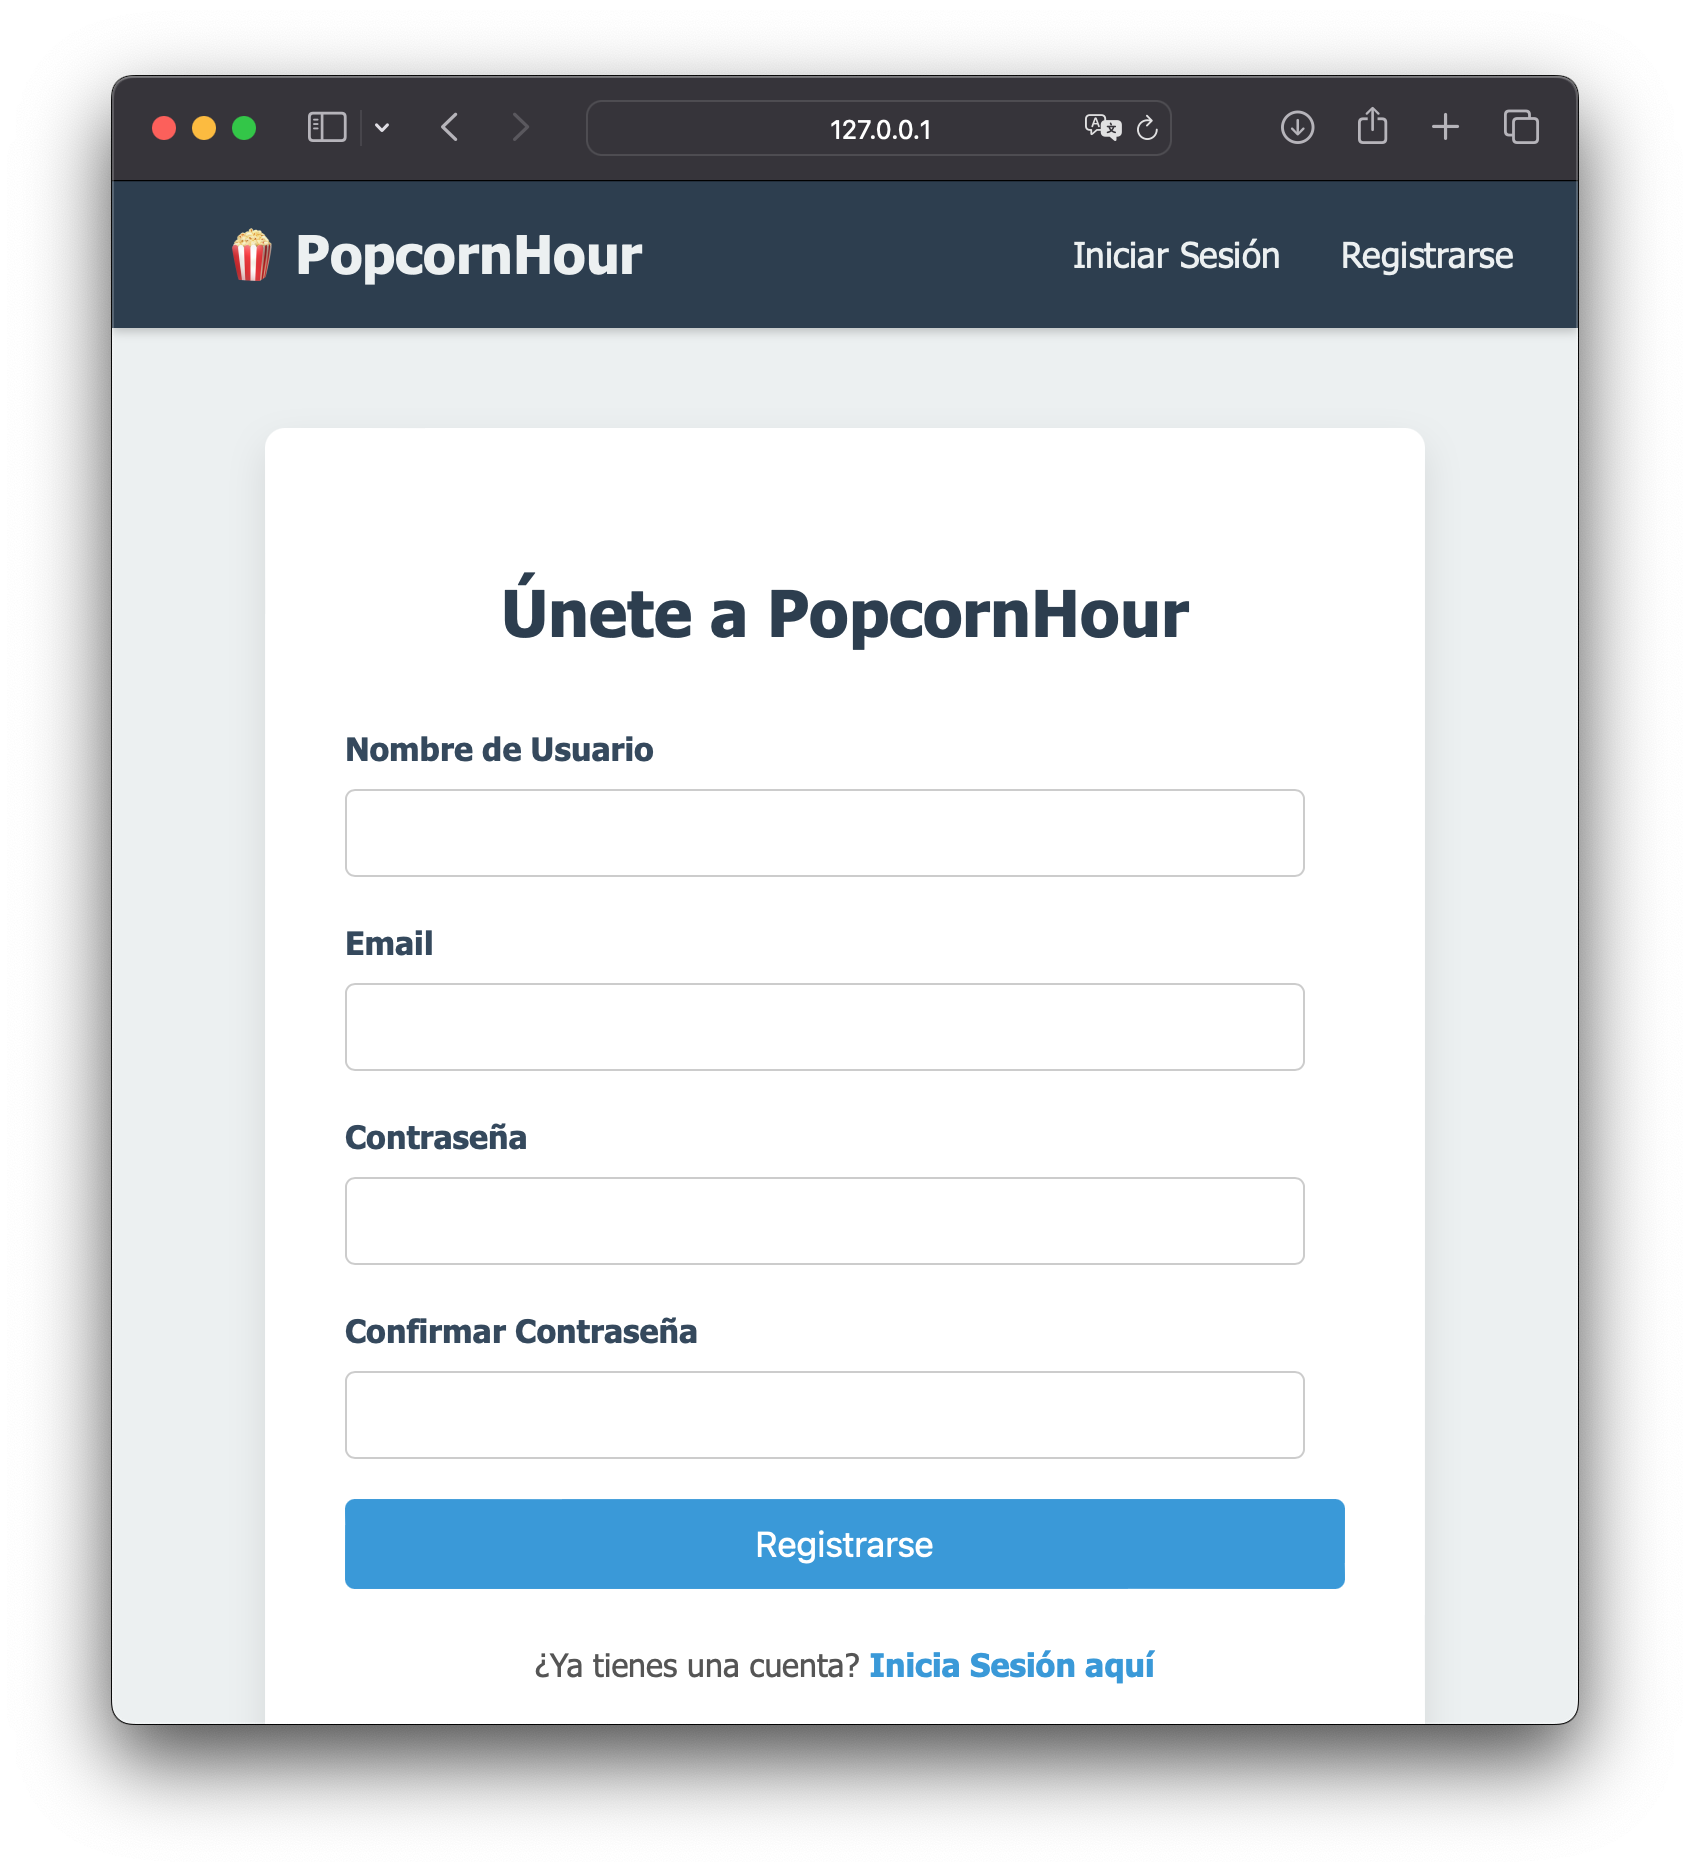 127.0.0.1
🍿 PopcornHour
Iniciar Sesión
Registrarse
Únete a PopcornHour
Nombre de Usuario
Email
Contraseña
Confirmar Contraseña
Registrarse
¿Ya tienes una cuenta? Inicia Sesión aquí